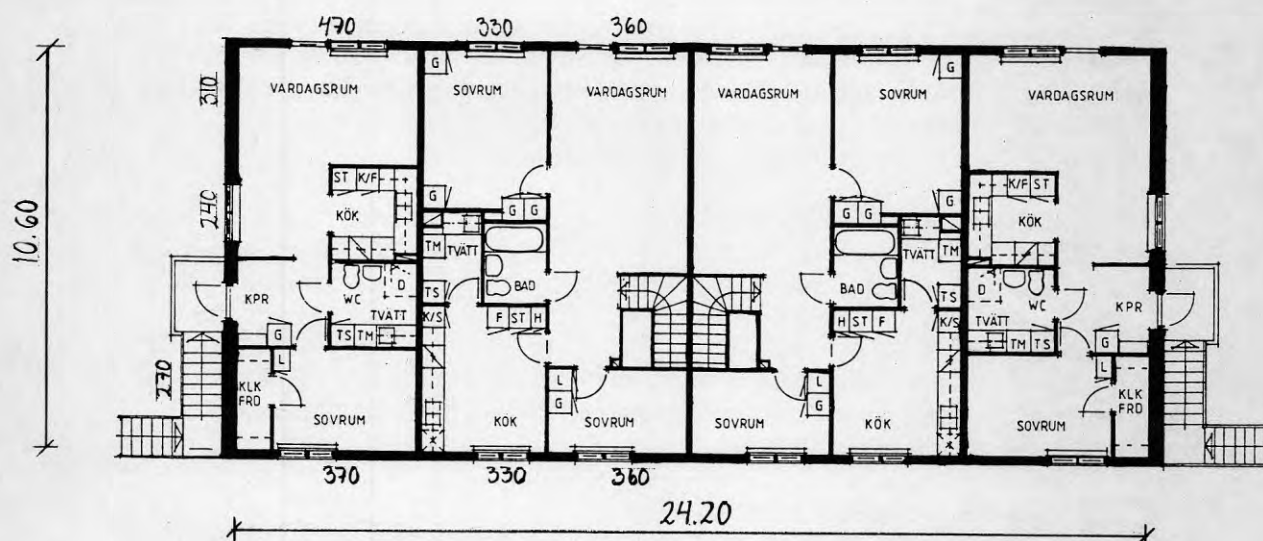 470 330 360
G G
310 VARDAGSRUM SOVRUM VARDAGSRUM VARDAGSRUM SOVRUM VARDAGSRUM
ST K/F K/F ST
G G
240 KÖK G G G G KÖK
10.60
TM TVÄTT TVÄTT TM
D BAD BAD D
KPR WC TS TS WC KPR
TVÄTT K/S F ST H H ST F K/S TVÄTT
G TS TM TM TS G
L L
270 KLK FRD L L KLK FRD
G G
SOVRUM KÖK SOVRUM SOVRUM KÖK SOVRUM
370 330 360
24.20